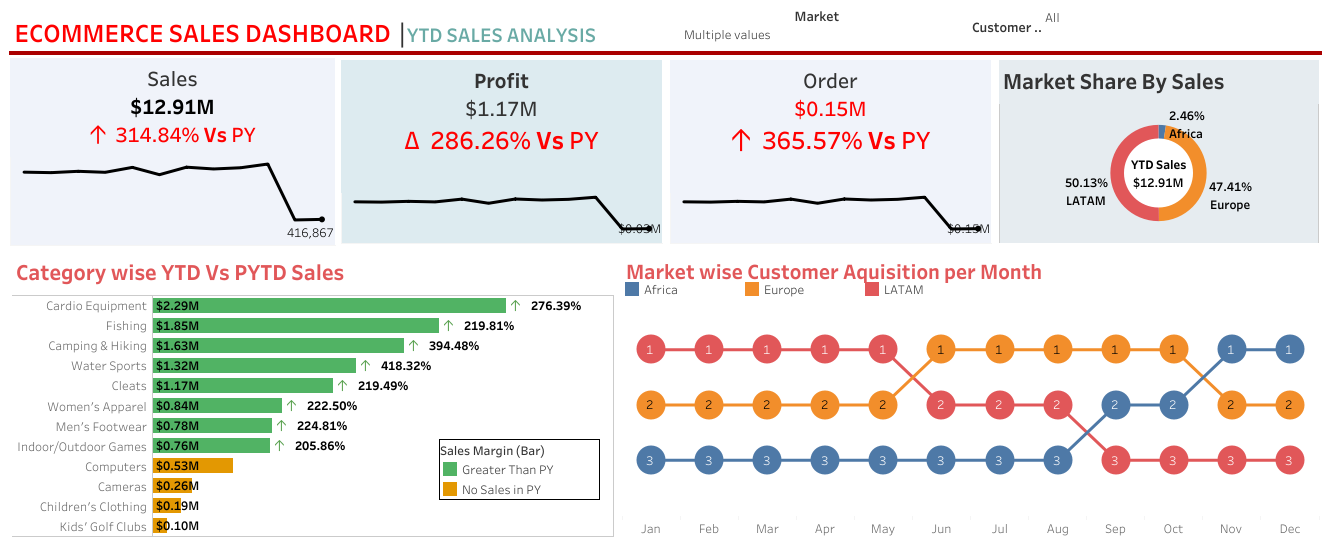 ECOMMERCE SALES DASHBOARD | YTD SALES ANALYSIS
Market
Multiple values
Customer ..
All
Sales
$12.91M
↑ 314.84% Vs PY
416,867
Profit
$1.17M
Δ 286.26% Vs PY
$0.03M
Order
$0.15M
↑ 365.57% Vs PY
$0.15M
Market Share By Sales
2.46%
Africa
YTD Sales
$12.91M
50.13%
LATAM
47.41%
Europe
Category wise YTD Vs PYTD Sales
Cardio Equipment $2.29M ↑ 276.39%
Fishing $1.85M ↑ 219.81%
Camping & Hiking $1.63M ↑ 394.48%
Water Sports $1.32M ↑ 418.32%
Cleats $1.17M ↑ 219.49%
Women's Apparel $0.84M ↑ 222.50%
Men's Footwear $0.78M ↑ 224.81%
Indoor/Outdoor Games $0.76M ↑ 205.86%
Computers $0.53M
Cameras $0.26M
Children's Clothing $0.19M
Kids' Golf Clubs $0.10M
Sales Margin (Bar)
Greater Than PY
No Sales in PY
Market wise Customer Aquisition per Month
Africa Europe LATAM
1 1 1 1 1 1 1 1 1 1 1 1
2 2 2 2 2 2 2 2 2 2 2 2
3 3 3 3 3 3 3 3 3 3 3 3
Jan Feb Mar Apr May Jun Jul Aug Sep Oct Nov Dec